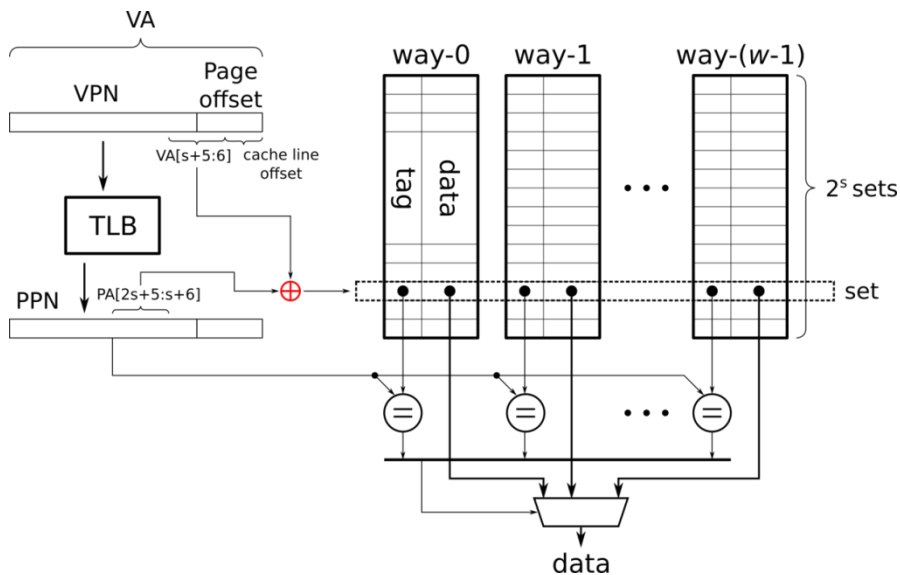 VA
VPN
Page
offset
VA[s+5:6]
cache line
offset
TLB
PPN
PA[2s+5:s+6]
way-0
way-1
way-(w-1)
tag
data
• • •
2ˢ sets
set
=
=
• • •
=
data